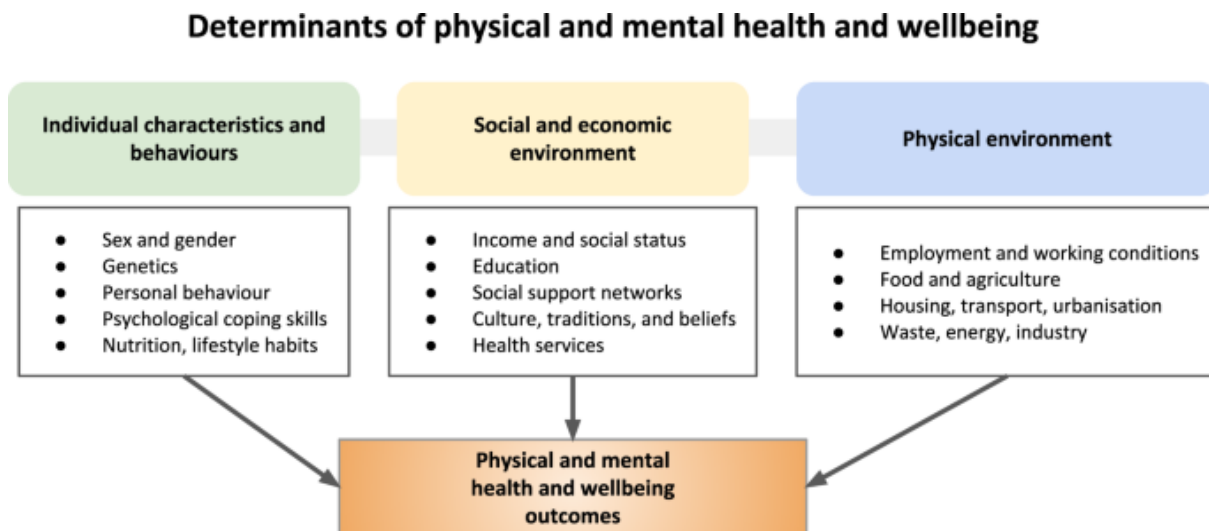 Determinants of physical and mental health and wellbeing
Individual characteristics and
behaviours
● Sex and gender
● Genetics
● Personal behaviour
● Psychological coping skills
● Nutrition, lifestyle habits
Social and economic
environment
● Income and social status
● Education
● Social support networks
● Culture, traditions, and beliefs
● Health services
Physical environment
● Employment and working conditions
● Food and agriculture
● Housing, transport, urbanisation
● Waste, energy, industry
Physical and mental
health and wellbeing
outcomes